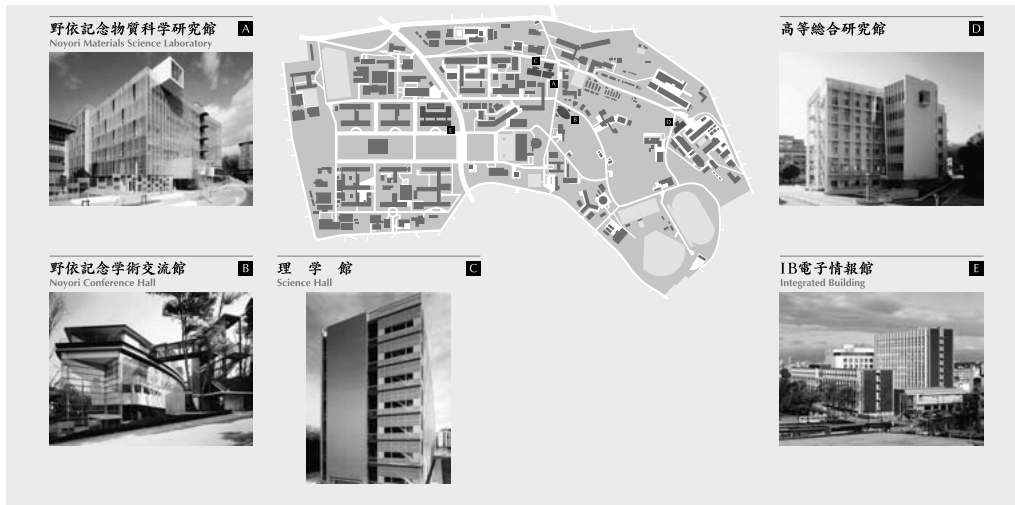 野依記念物質科学研究館 A
Noyori Materials Science Laboratory
高等総合研究館 D
C
A
B
D
E
野依記念学術交流館 B
Noyori Conference Hall
理学館 C
Science Hall
IB電子情報館 E
Integrated Building